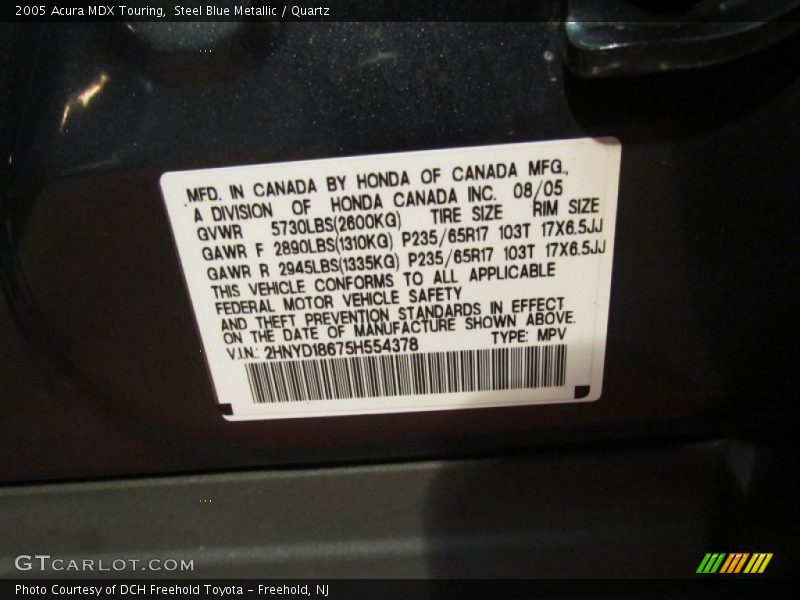 2005 Acura MDX Touring,  Steel Blue Metallic / Quartz
MFD. IN CANADA BY HONDA OF CANADA MFG.,
A DIVISION OF HONDA CANADA INC. 08/05
GVWR 5730LBS(2600KG) TIRE SIZE RIM SIZE
GAWR F 2890LBS(1310KG) P235/65R17 103T 17X6.5JJ
GAWR R 2945LBS(1335KG) P235/65R17 103T 17X6.5JJ
THIS VEHICLE CONFORMS TO ALL APPLICABLE
FEDERAL MOTOR VEHICLE SAFETY
AND THEFT PREVENTION STANDARDS IN EFFECT
ON THE DATE OF MANUFACTURE SHOWN ABOVE.
V.I.N.: 2HNYD18675H554378 TYPE: MPV
GTCARLOT.COM
Photo Courtesy of DCH Freehold Toyota - Freehold, NJ